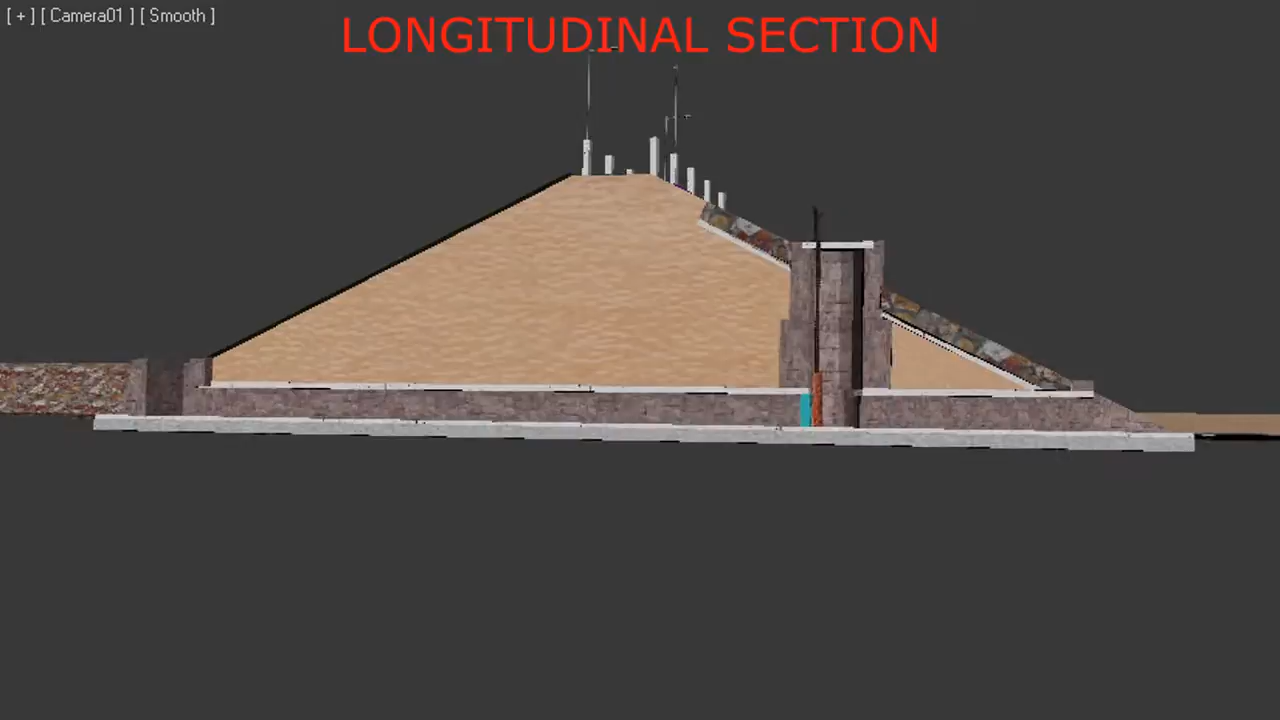 [ + ] [ Camera01 ] [ Smooth ]
LONGITUDINAL SECTION